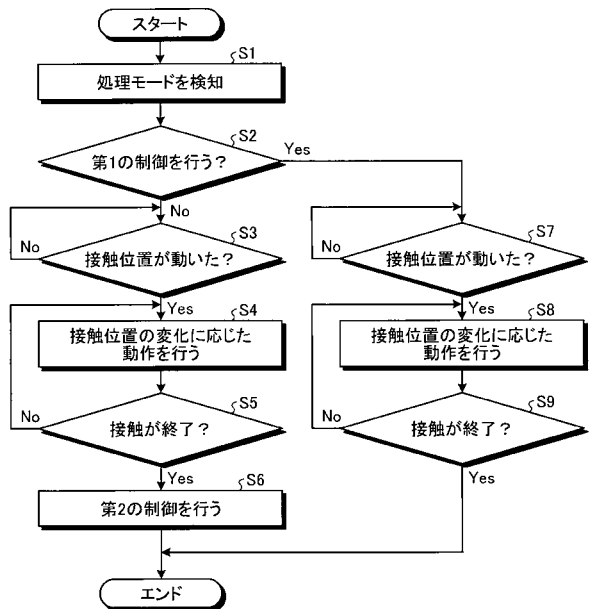 スタート
S1
処理モードを検知
S2
第1の制御を行う?
Yes
No
S3
接触位置が動いた?
No
Yes
S4
接触位置の変化に応じた
動作を行う
S5
接触が終了?
No
Yes
S6
第2の制御を行う
S7
接触位置が動いた?
No
Yes
S8
接触位置の変化に応じた
動作を行う
S9
接触が終了?
No
Yes
エンド